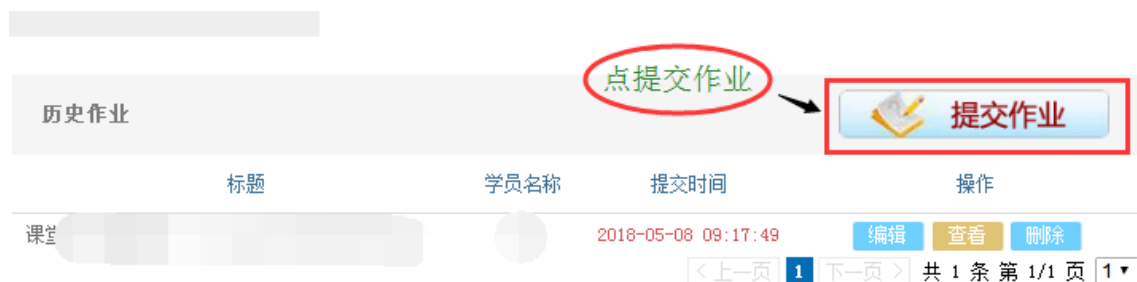 点提交作业
历史作业 提交作业
标题 学员名称 提交时间 操作
课堂 2018-05-08 09:17:49 编辑 查看 删除
<上一页 1 下一页> 共 1 条 第 1/1 页 1